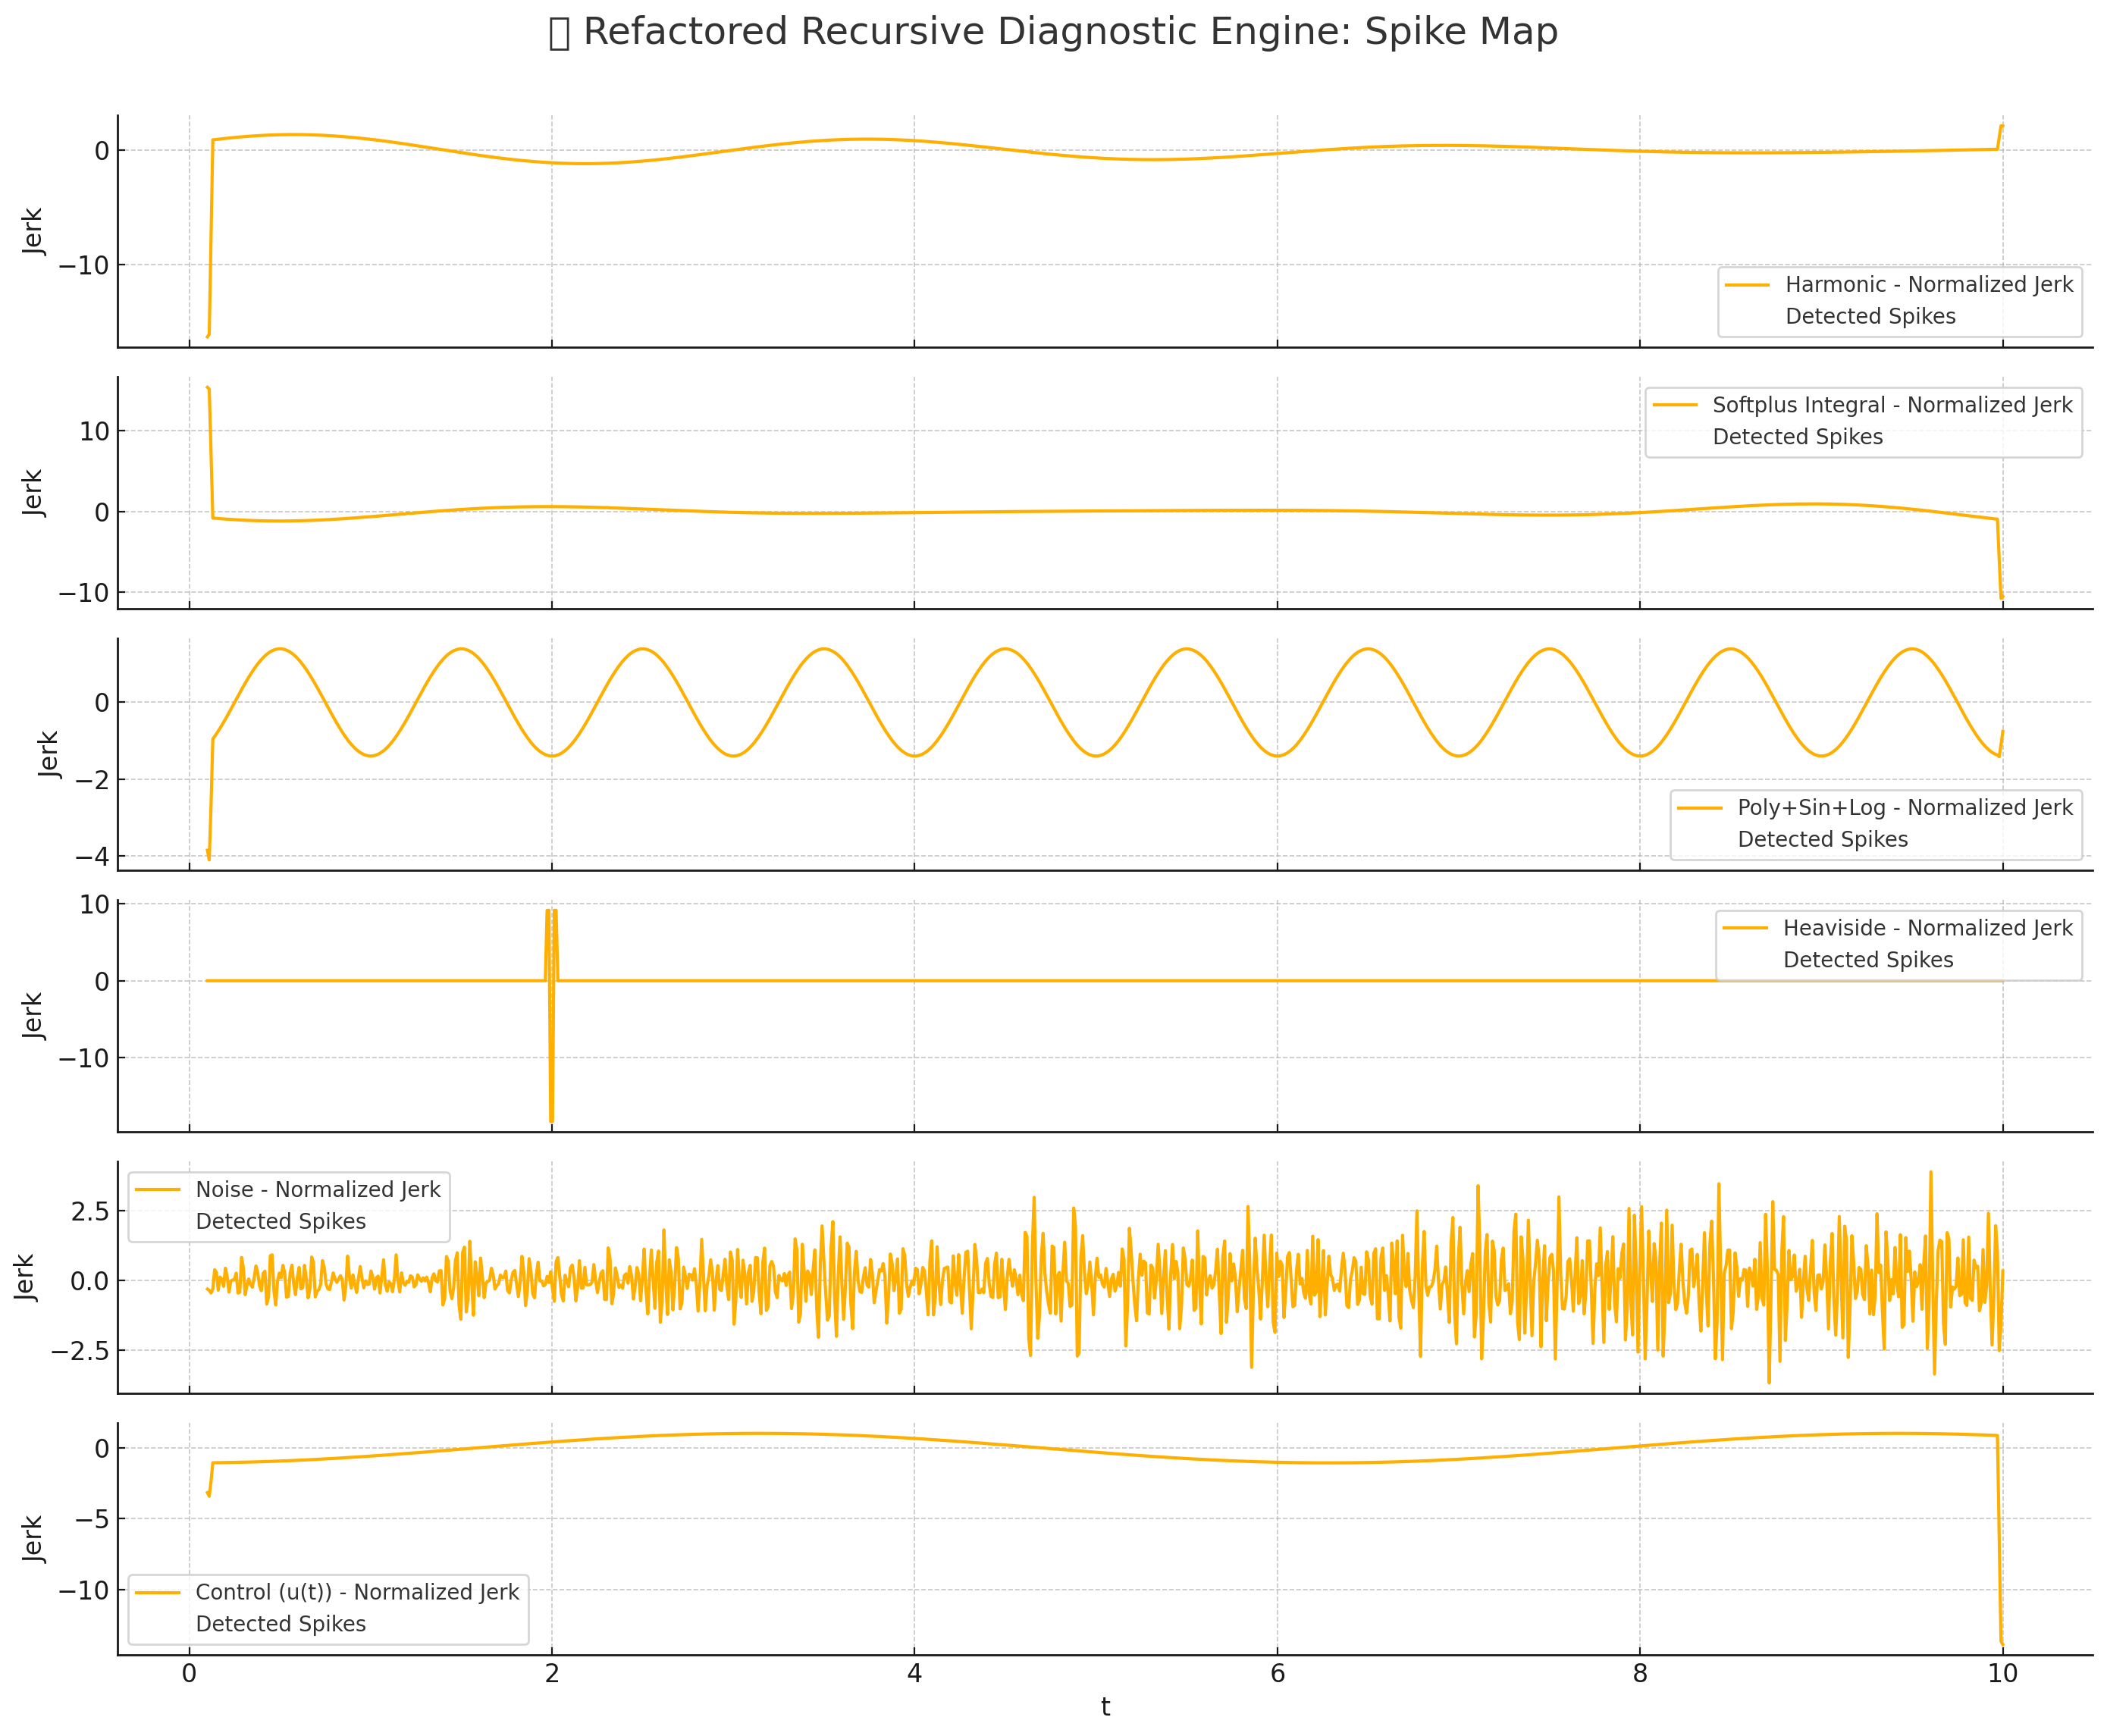 ▯ Refactored Recursive Diagnostic Engine: Spike Map
Jerk
0
−10
Harmonic - Normalized Jerk
Detected Spikes
Jerk
10
0
−10
Softplus Integral - Normalized Jerk
Detected Spikes
Jerk
0
−2
−4
Poly+Sin+Log - Normalized Jerk
Detected Spikes
Jerk
10
0
−10
Heaviside - Normalized Jerk
Detected Spikes
Jerk
2.5
0.0
−2.5
Noise - Normalized Jerk
Detected Spikes
Jerk
0
−5
−10
Control (u(t)) - Normalized Jerk
Detected Spikes
0 2 4 6 8 10
t